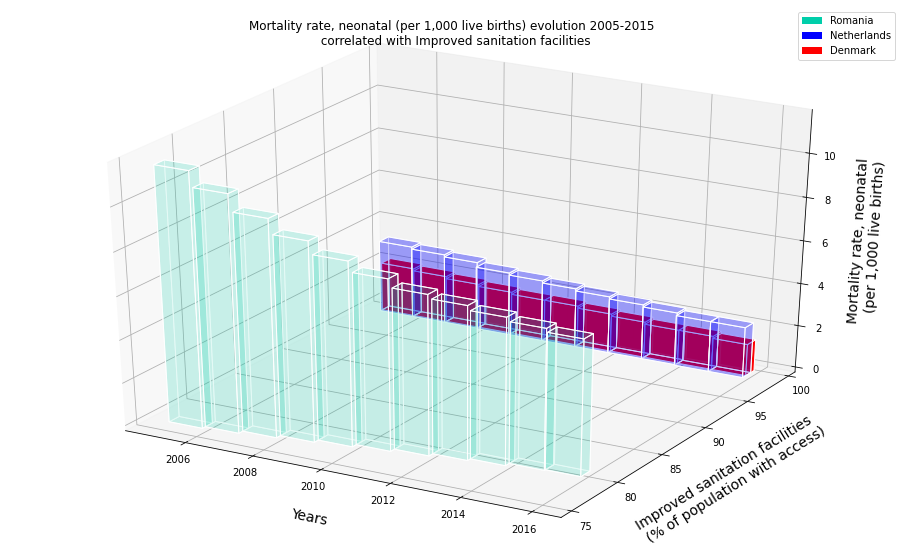 Mortality rate, neonatal (per 1,000 live births) evolution 2005-2015
correlated with Improved sanitation facilities
Romania
Netherlands
Denmark
10
8
6
4
2
0
Mortality rate, neonatal
(per 1,000 live births)
100
95
90
85
80
75
Improved sanitation facilities
(% of population with access)
2006
2008
2010
2012
2014
2016
Years